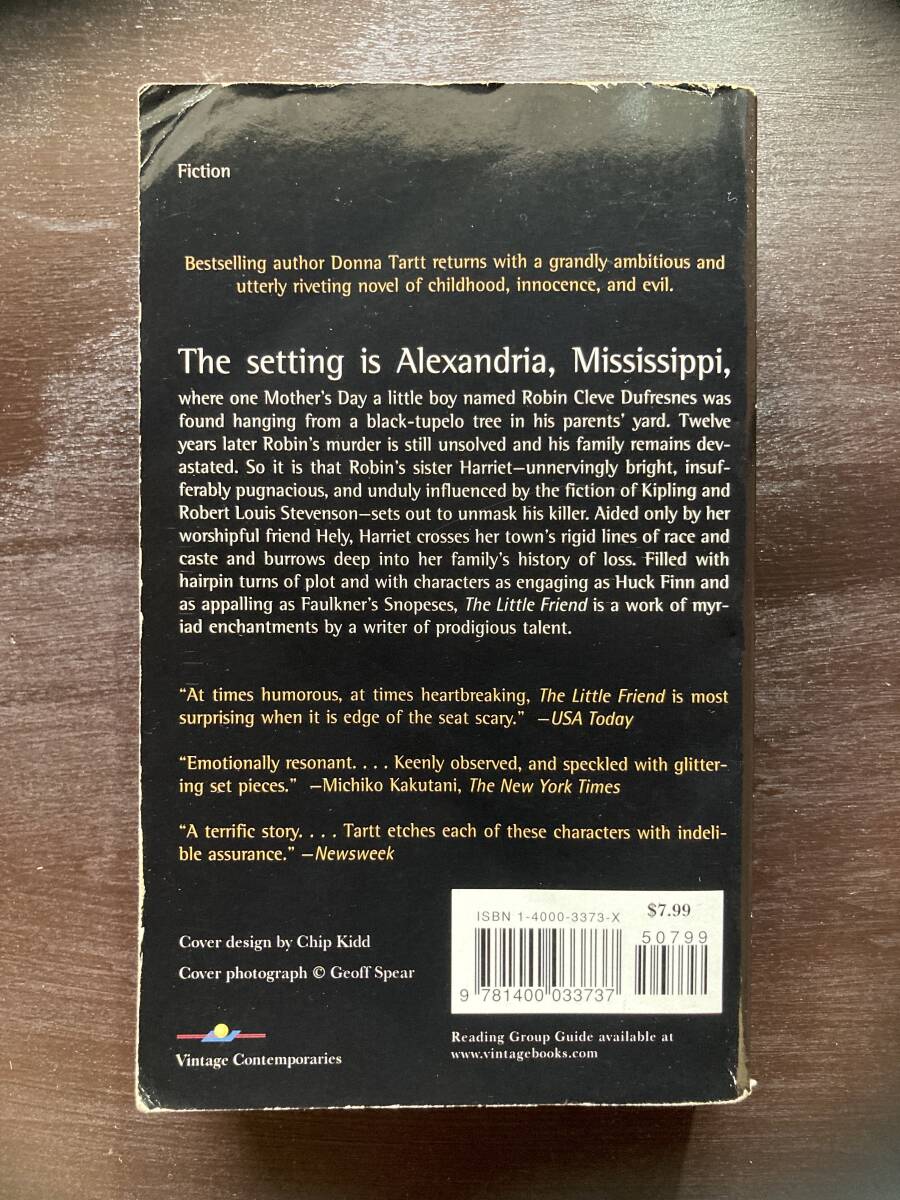 Fiction
Bestselling author Donna Tartt returns with a grandly ambitious and
utterly riveting novel of childhood, innocence, and evil.
The setting is Alexandria, Mississippi,
where one Mother's Day a little boy named Robin Cleve Dufresnes was
found hanging from a black-tupelo tree in his parents' yard. Twelve
years later Robin's murder is still unsolved and his family remains dev-
astated. So it is that Robin's sister Harriet—unnervingly bright, insuf-
ferably pugnacious, and unduly influenced by the fiction of Kipling and
Robert Louis Stevenson—sets out to unmask his killer. Aided only by her
worshipful friend Hely, Harriet crosses her town's rigid lines of race and
caste and burrows deep into her family's history of loss. Filled with
hairpin turns of plot and with characters as engaging as Huck Finn and
as appalling as Faulkner's Snopeses, The Little Friend is a work of myr-
iad enchantments by a writer of prodigious talent.
"At times humorous, at times heartbreaking, The Little Friend is most
surprising when it is edge of the seat scary." —USA Today
"Emotionally resonant. . . . Keenly observed, and speckled with glitter-
ing set pieces." —Michiko Kakutani, The New York Times
"A terrific story. . . . Tartt etches each of these characters with indeli-
ble assurance." —Newsweek
Cover design by Chip Kidd
Cover photograph © Geoff Spear
Vintage Contemporaries
ISBN 1-4000-3373-X
$7.99
50799
9 781400 033737
Reading Group Guide available at
www.vintagebooks.com